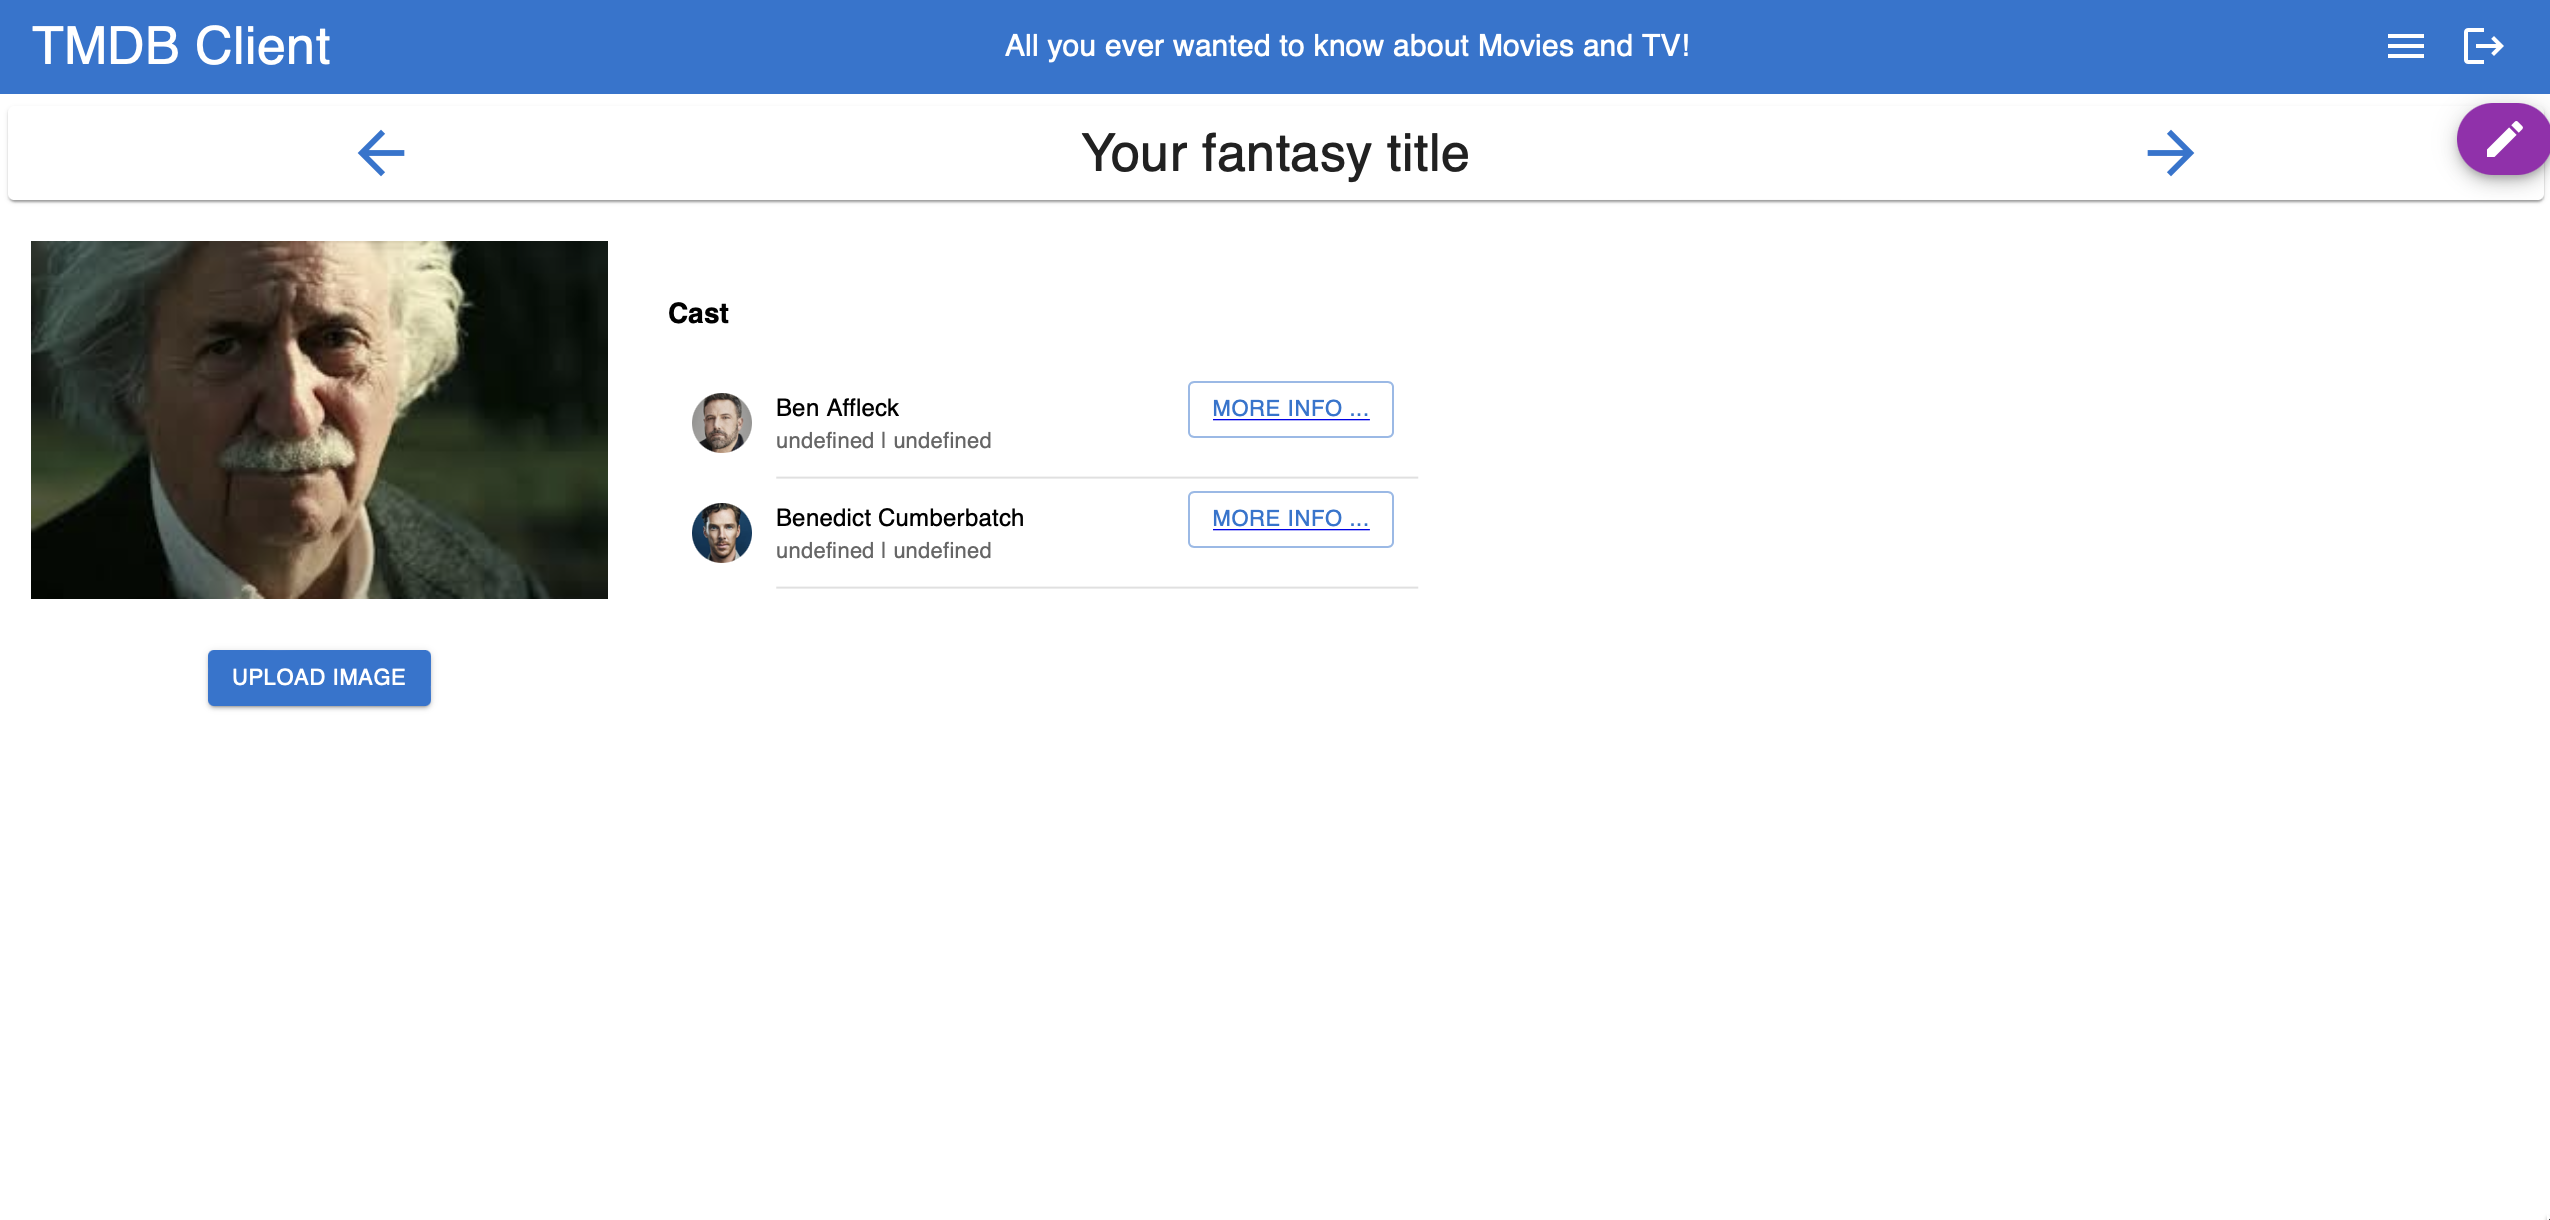 TMDB Client
All you ever wanted to know about Movies and TV!
Your fantasy title
Cast
Ben Affleck
undefined | undefined
MORE INFO ...
Benedict Cumberbatch
undefined | undefined
MORE INFO ...
UPLOAD IMAGE